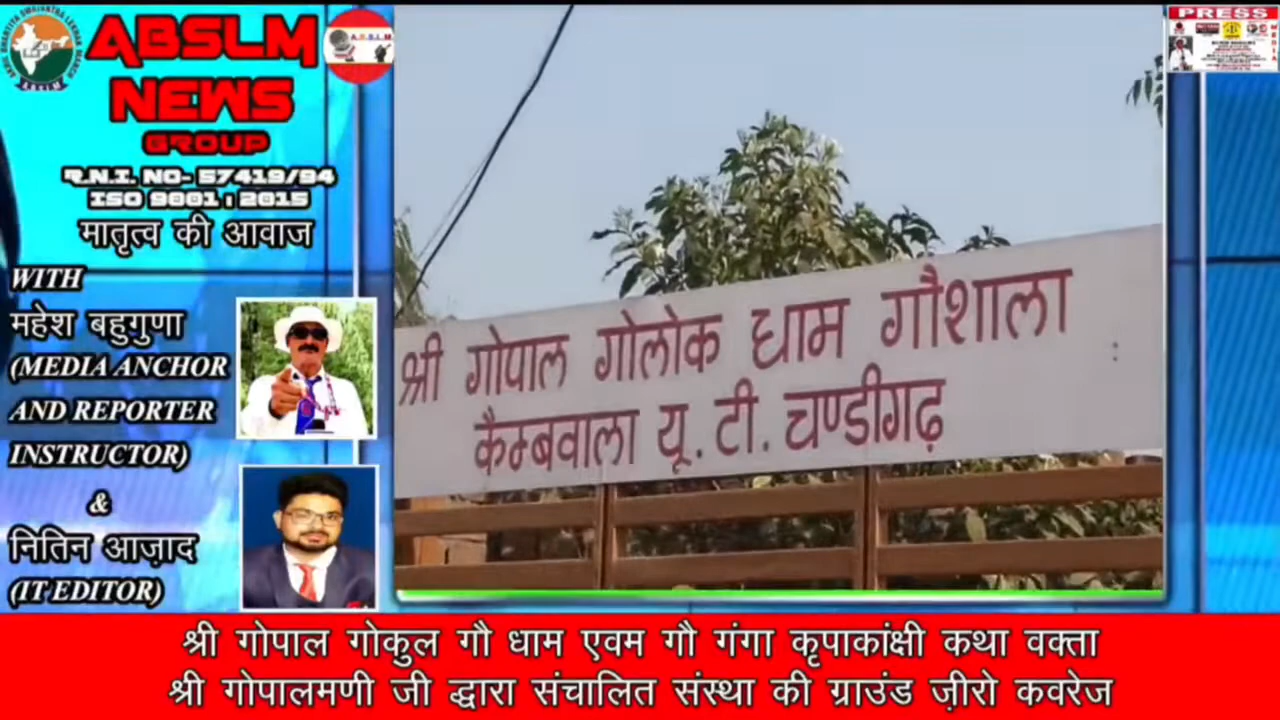 ABSLM
NEWS
GROUP
R.N.I. NO- 57419/94
ISO 9001 : 2015
मातृत्व की आवाज
WITH
महेश बहुगुणा
(MEDIA ANCHOR
AND REPORTER
INSTRUCTOR)
&
नितिन आज़ाद
(IT EDITOR)
A B S L M
PRESS
श्री गोपाल गोलोक धाम गौशाला
कैम्बवाला यू. टी. चण्डीगढ़
श्री गोपाल गोकुल गौ धाम एवम गौ गंगा कृपाकांक्षी कथा वक्ता
श्री गोपालमणी जी द्धारा संचालित संस्था की ग्राउंड ज़ीरो कवरेज